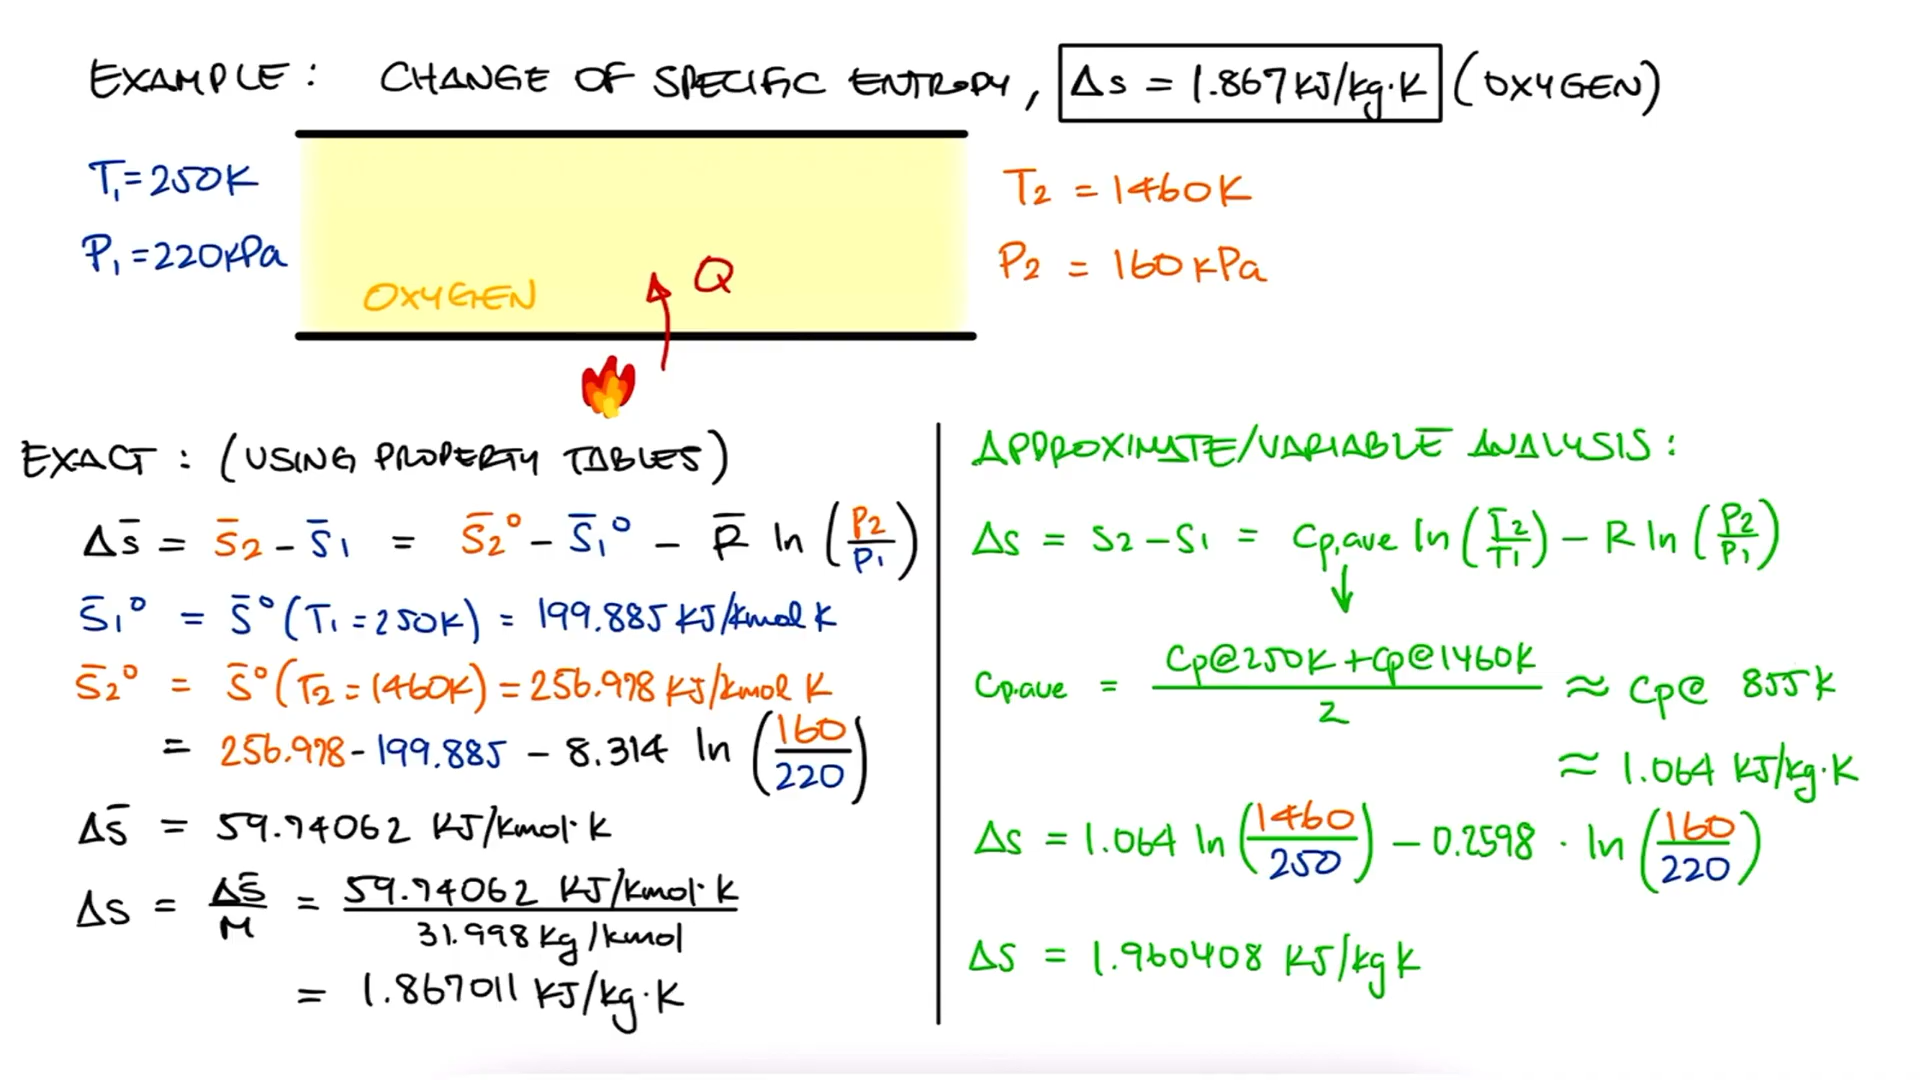 EXAMPLE: CHANGE OF SPECIFIC ENTROPY, Δs = 1.867 kJ/kg·K (OXYGEN)
T1=250K
P1=220kPa
OXYGEN
Q
T2 = 1460K
P2 = 160kPa
EXACT: (USING PROPERTY TABLES)
Δs̄ = s̄2 - s̄1 = s̄2° - s̄1° - R̄ ln (P2/P1)
s̄1° = s̄°(T1=250K) = 199.885 kJ/kmol K
s̄2° = s̄°(T2=1460K) = 256.978 kJ/kmol K
= 256.978 - 199.885 - 8.314 ln (160/220)
Δs̄ = 59.74062 kJ/kmol·K
Δs = Δs̄/M = 59.74062 kJ/kmol·K / 31.998 kg/kmol
= 1.867011 kJ/kg·K
APPROXIMATE/VARIABLE ANALYSIS:
Δs = s2 - s1 = Cp,ave ln (T2/T1) - R ln (P2/P1)
Cp.ave = Cp@250K + Cp@1460K / 2 ≈ Cp@ 855K
≈ 1.064 kJ/kg·K
Δs = 1.064 ln (1460/250) - 0.2598 · ln (160/220)
Δs = 1.960408 kJ/kg K